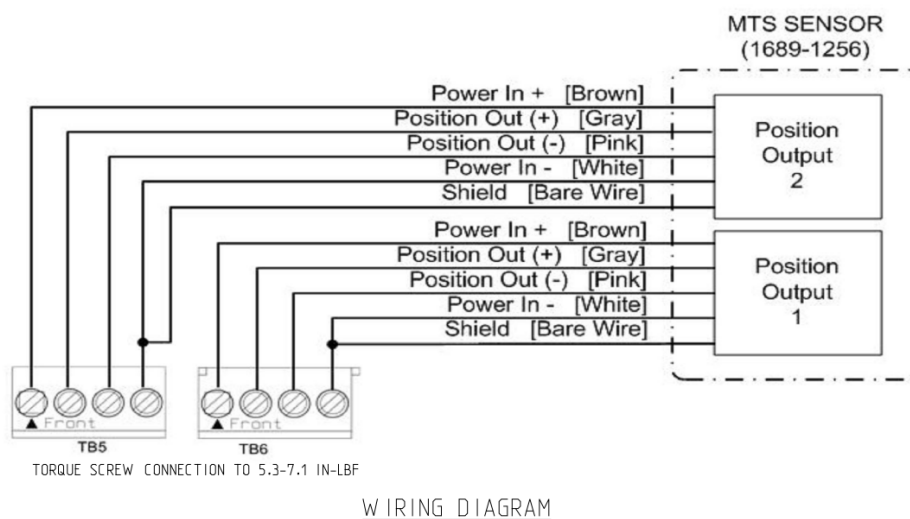 MTS SENSOR
(1689-1256)
Power In + [Brown]
Position Out (+) [Gray]
Position Out (-) [Pink]
Power In - [White]
Shield [Bare Wire]
Position
Output
2
Power In + [Brown]
Position Out (+) [Gray]
Position Out (-) [Pink]
Power In - [White]
Shield [Bare Wire]
Position
Output
1
Front
Front
TB5
TB6
TORQUE SCREW CONNECTION TO 5.3-7.1 IN-LBF
WIRING DIAGRAM